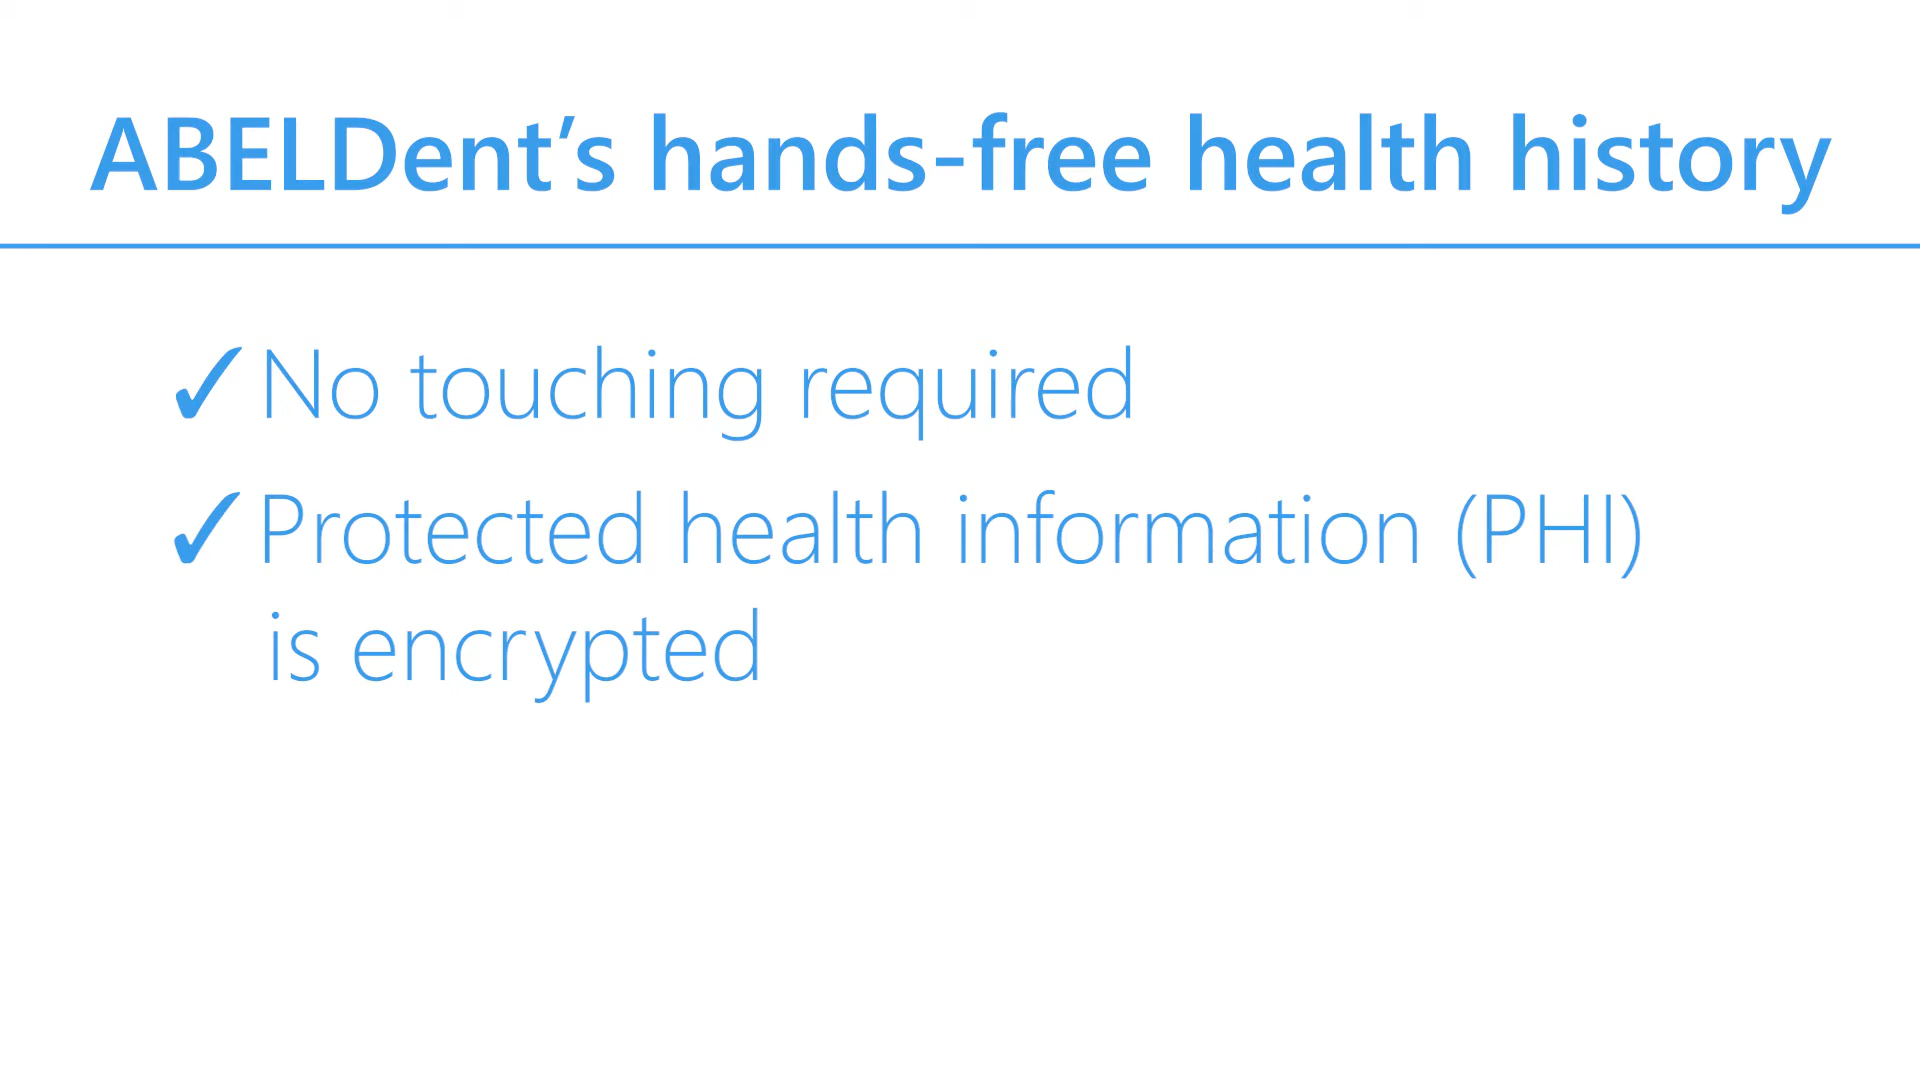 ABELDent’s hands-free health history
✓ No touching required
✓ Protected health information (PHI)
is encrypted